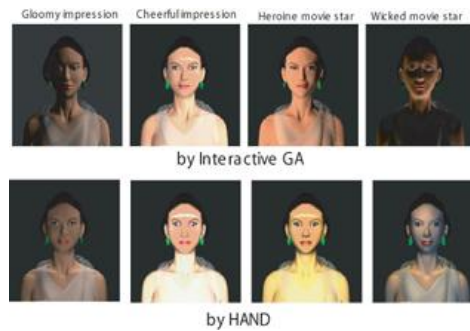 Gloomy impression Cheerful impression Heroine movie star Wicked movie star
by Interactive GA
by HAND